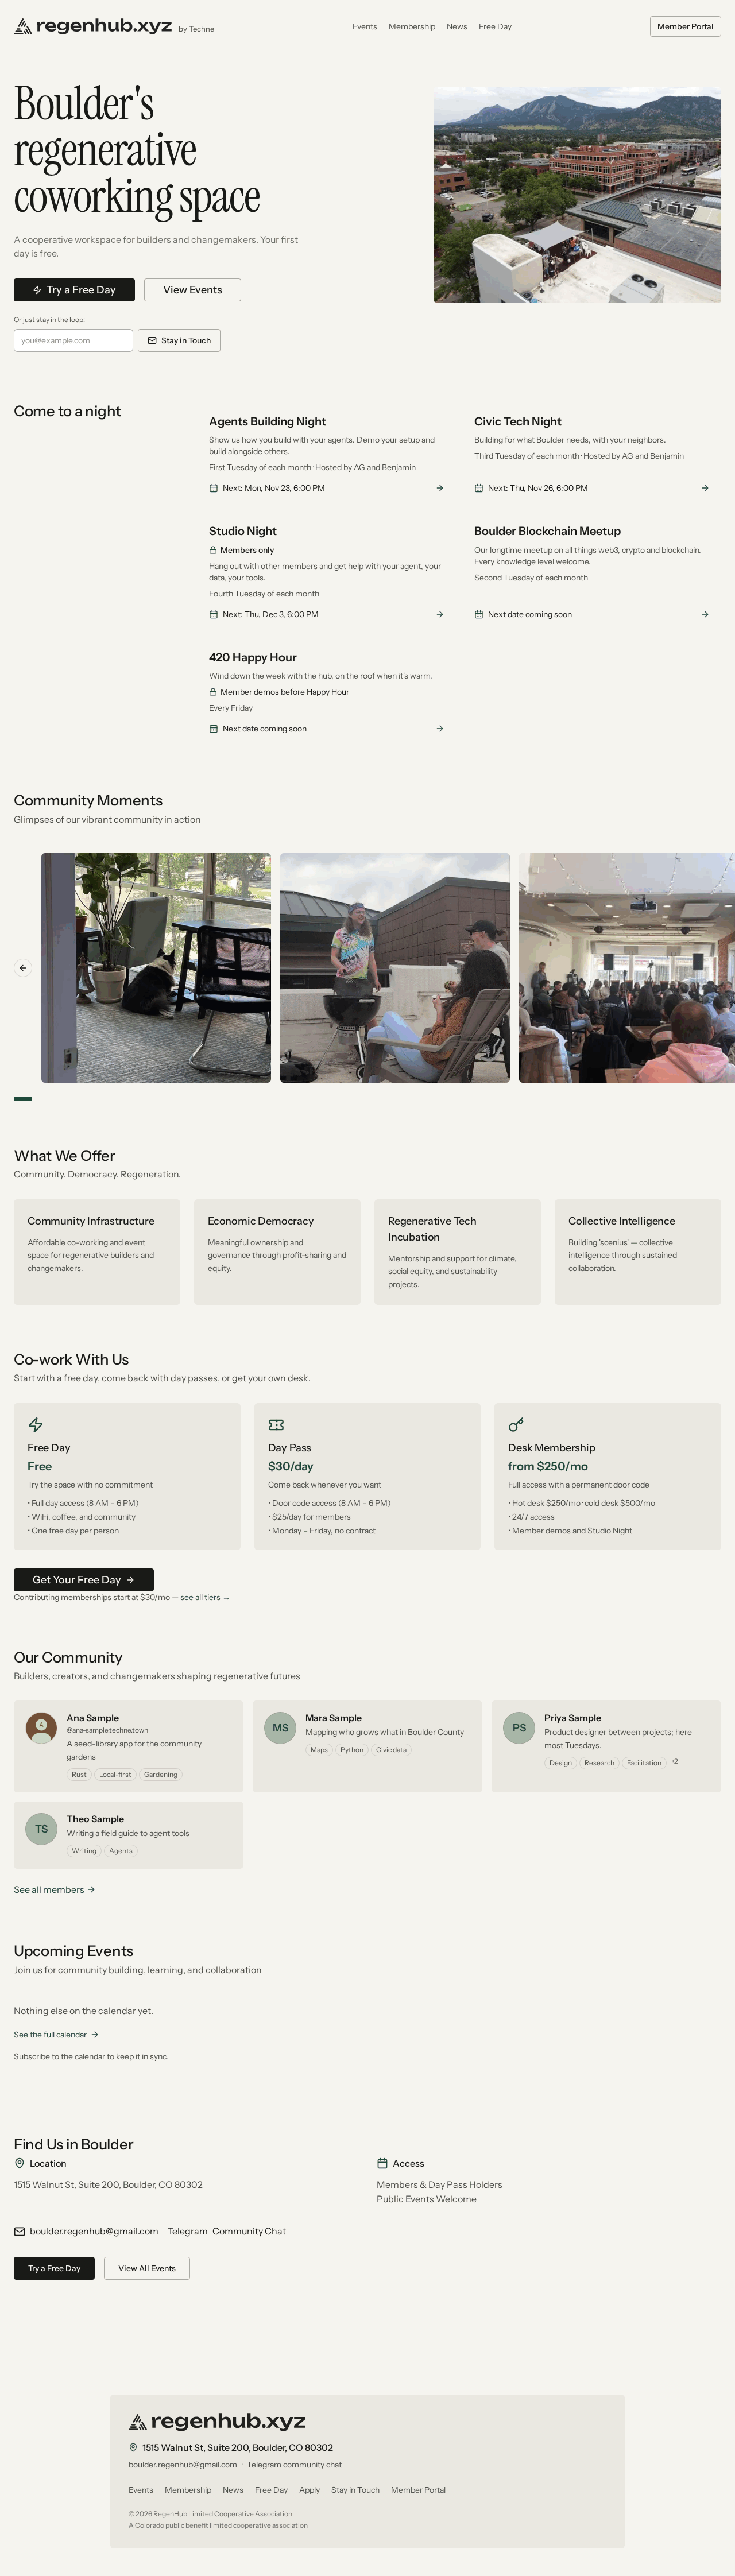 regenhub.xyz by Techne
Events Membership News Free Day
Member Portal
Boulder's
regenerative
coworking space
A cooperative workspace for builders and changemakers. Your first
day is free.
Try a Free Day
View Events
Or just stay in the loop:
you@example.com
Stay in Touch
Come to a night
Agents Building Night
Show us how you build with your agents. Demo your setup and
build alongside others.
First Tuesday of each month · Hosted by AG and Benjamin
Next: Mon, Nov 23, 6:00 PM →
Civic Tech Night
Building for what Boulder needs, with your neighbors.
Third Tuesday of each month · Hosted by AG and Benjamin
Next: Thu, Nov 26, 6:00 PM →
Studio Night
Members only
Hang out with other members and get help with your agent, your
data, your tools.
Fourth Tuesday of each month
Next: Thu, Dec 3, 6:00 PM →
Boulder Blockchain Meetup
Our longtime meetup on all things web3, crypto and blockchain.
Every knowledge level welcome.
Second Tuesday of each month
Next date coming soon →
420 Happy Hour
Wind down the week with the hub, on the roof when it's warm.
Member demos before Happy Hour
Every Friday
Next date coming soon →
Community Moments
Glimpses of our vibrant community in action
←
What We Offer
Community. Democracy. Regeneration.
Community Infrastructure
Affordable co-working and event
space for regenerative builders and
changemakers.
Economic Democracy
Meaningful ownership and
governance through profit-sharing and
equity.
Regenerative Tech
Incubation
Mentorship and support for climate,
social equity, and sustainability
projects.
Collective Intelligence
Building 'scenius' — collective
intelligence through sustained
collaboration.
Co-work With Us
Start with a free day, come back with day passes, or get your own desk.
Free Day
Free
Try the space with no commitment
• Full day access (8 AM – 6 PM)
• WiFi, coffee, and community
• One free day per person
Day Pass
$30/day
Come back whenever you want
• Door code access (8 AM – 6 PM)
• $25/day for members
• Monday – Friday, no contract
Desk Membership
from $250/mo
Full access with a permanent door code
• Hot desk $250/mo · cold desk $500/mo
• 24/7 access
• Member demos and Studio Night
Get Your Free Day →
Contributing memberships start at $30/mo — see all tiers →
Our Community
Builders, creators, and changemakers shaping regenerative futures
A
Ana Sample
@ana-sample.techne.town
A seed-library app for the community
gardens
Rust Local-first Gardening
MS
Mara Sample
Mapping who grows what in Boulder County
Maps Python Civic data
PS
Priya Sample
Product designer between projects; here
most Tuesdays.
Design Research Facilitation +2
TS
Theo Sample
Writing a field guide to agent tools
Writing Agents
See all members →
Upcoming Events
Join us for community building, learning, and collaboration
Nothing else on the calendar yet.
See the full calendar →
Subscribe to the calendar to keep it in sync.
Find Us in Boulder
Location
1515 Walnut St, Suite 200, Boulder, CO 80302
Access
Members & Day Pass Holders
Public Events Welcome
boulder.regenhub@gmail.com Telegram Community Chat
Try a Free Day
View All Events
regenhub.xyz
1515 Walnut St, Suite 200, Boulder, CO 80302
boulder.regenhub@gmail.com · Telegram community chat
Events Membership News Free Day Apply Stay in Touch Member Portal
© 2026 RegenHub Limited Cooperative Association
A Colorado public benefit limited cooperative association